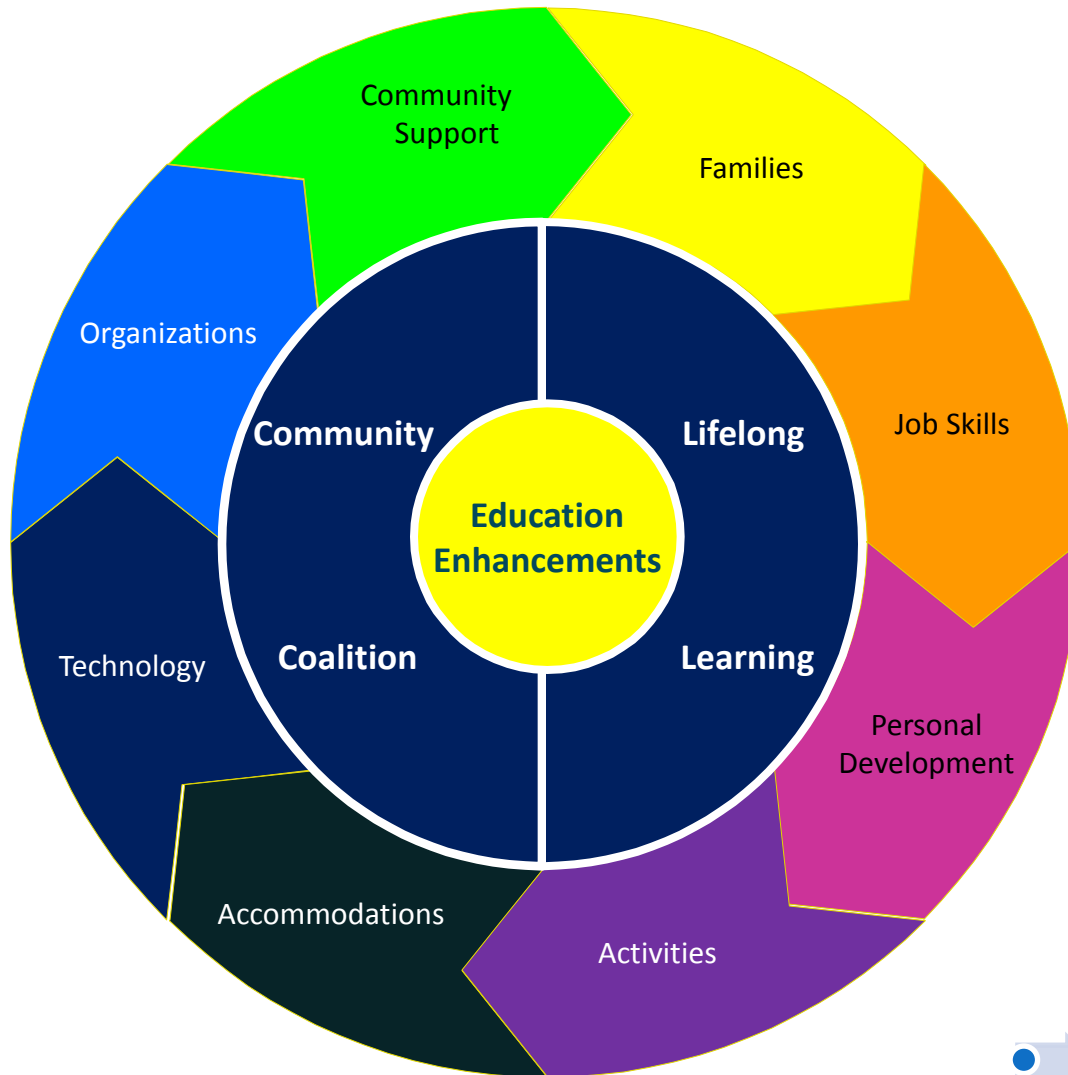 Community
Support
Families
Job Skills
Personal
Development
Activities
Accommodations
Technology
Organizations
Community
Coalition
Lifelong
Learning
Education
Enhancements